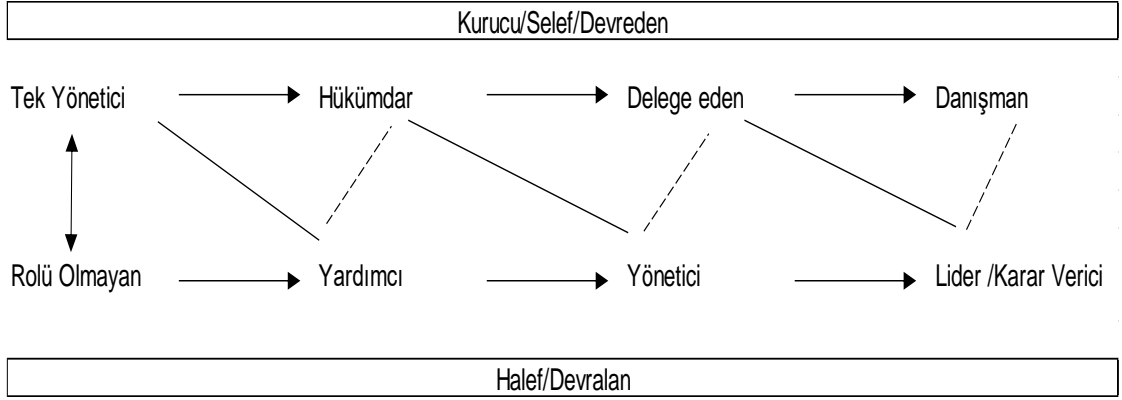 Kurucu/Selef/Devreden
Tek Yönetici Hükümdar Delege eden Danışman
Rolü Olmayan Yardımcı Yönetici Lider /Karar Verici
Halef/Devralan